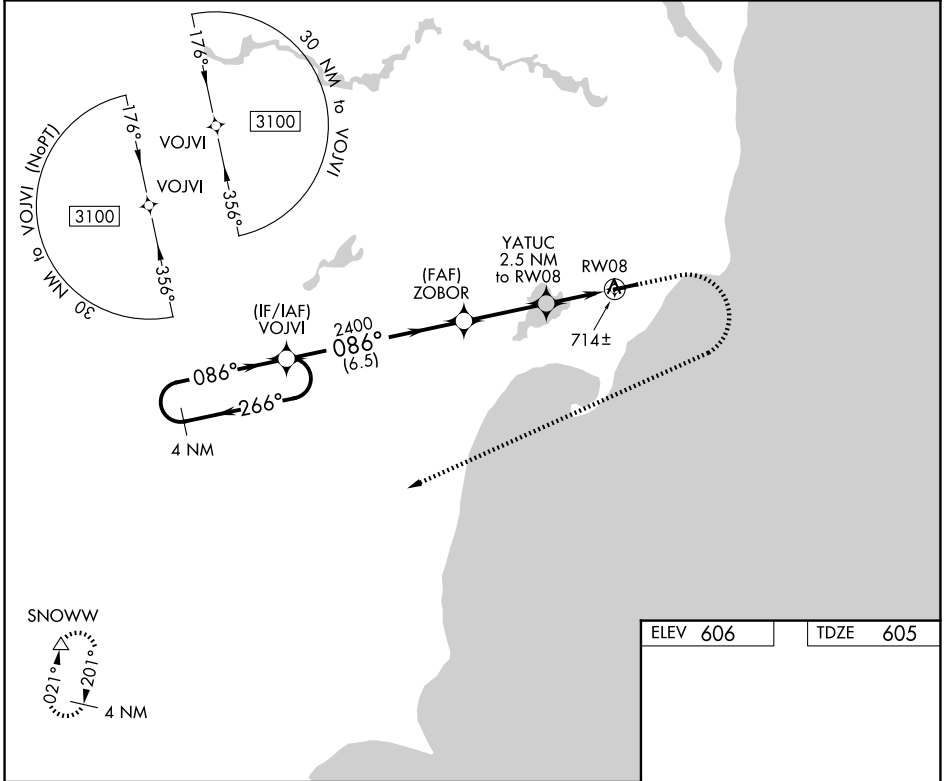 176°
30 NM to VOJVI
3100
VOJVI
356°
30 NM to VOJVI (NoPT)
176°
VOJVI
3100
356°
YATUC
2.5 NM
to RW08
RW08
(FAF)
ZOBOR
(IF/IAF)
VOJVI
2400
086°
(6.5)
714±
086°
266°
4 NM
SNOWW
021°
201°
4 NM
ELEV 606
TDZE 605